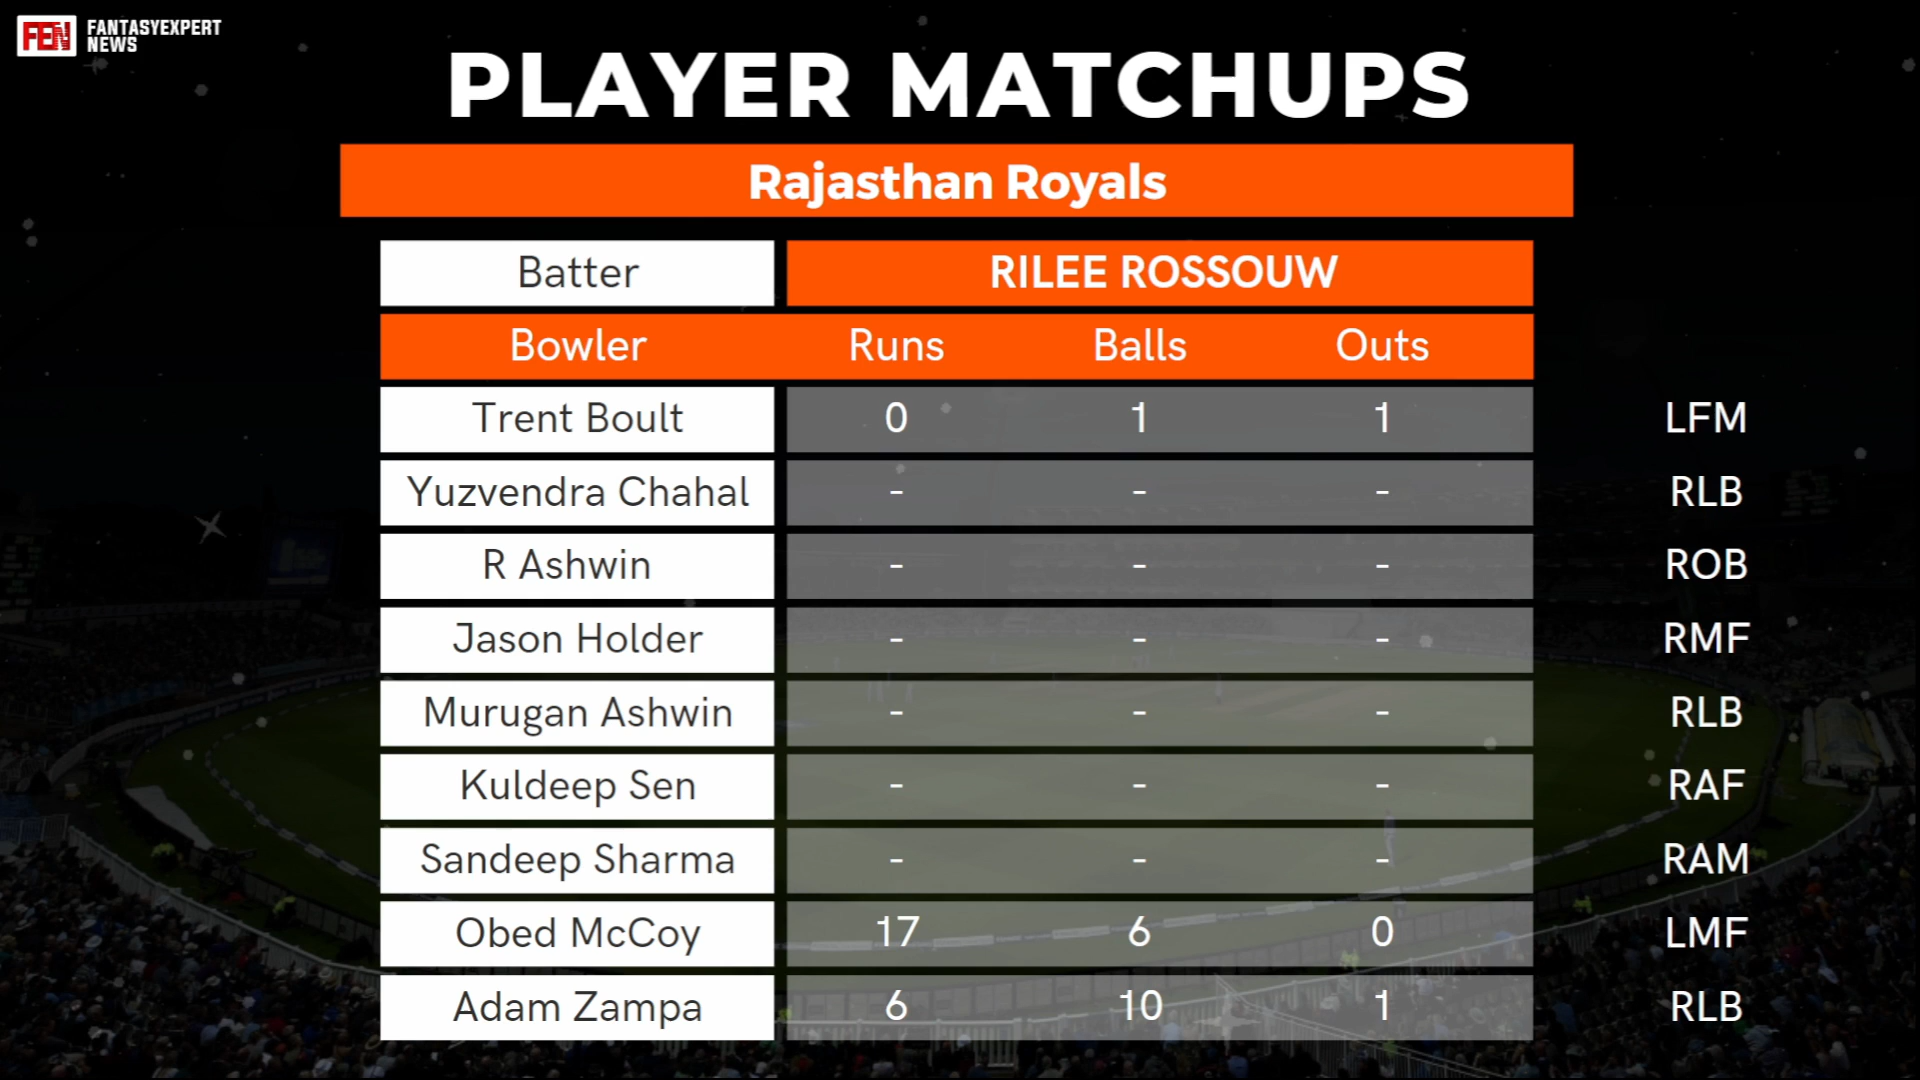 FEN FANTASYEXPERT
NEWS
PLAYER MATCHUPS
Rajasthan Royals
Batter RILEE ROSSOUW
Bowler Runs Balls Outs
Trent Boult 0 1 1 LFM
Yuzvendra Chahal - - - RLB
R Ashwin - - - ROB
Jason Holder - - - RMF
Murugan Ashwin - - - RLB
Kuldeep Sen - - - RAF
Sandeep Sharma - - - RAM
Obed McCoy 17 6 0 LMF
Adam Zampa 6 10 1 RLB